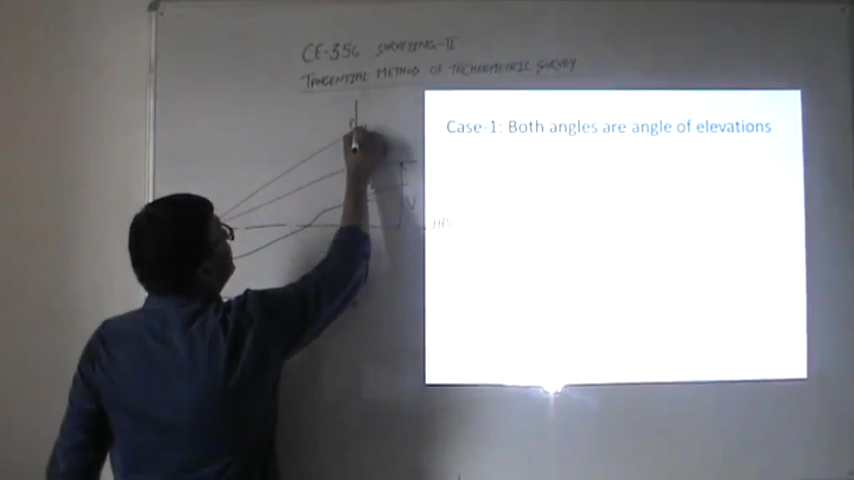 CE-356 SURVEYING-II
TANGENTIAL METHOD OF TACHEOMETRIC SURVEY
Case-1: Both angles are angle of elevations
V